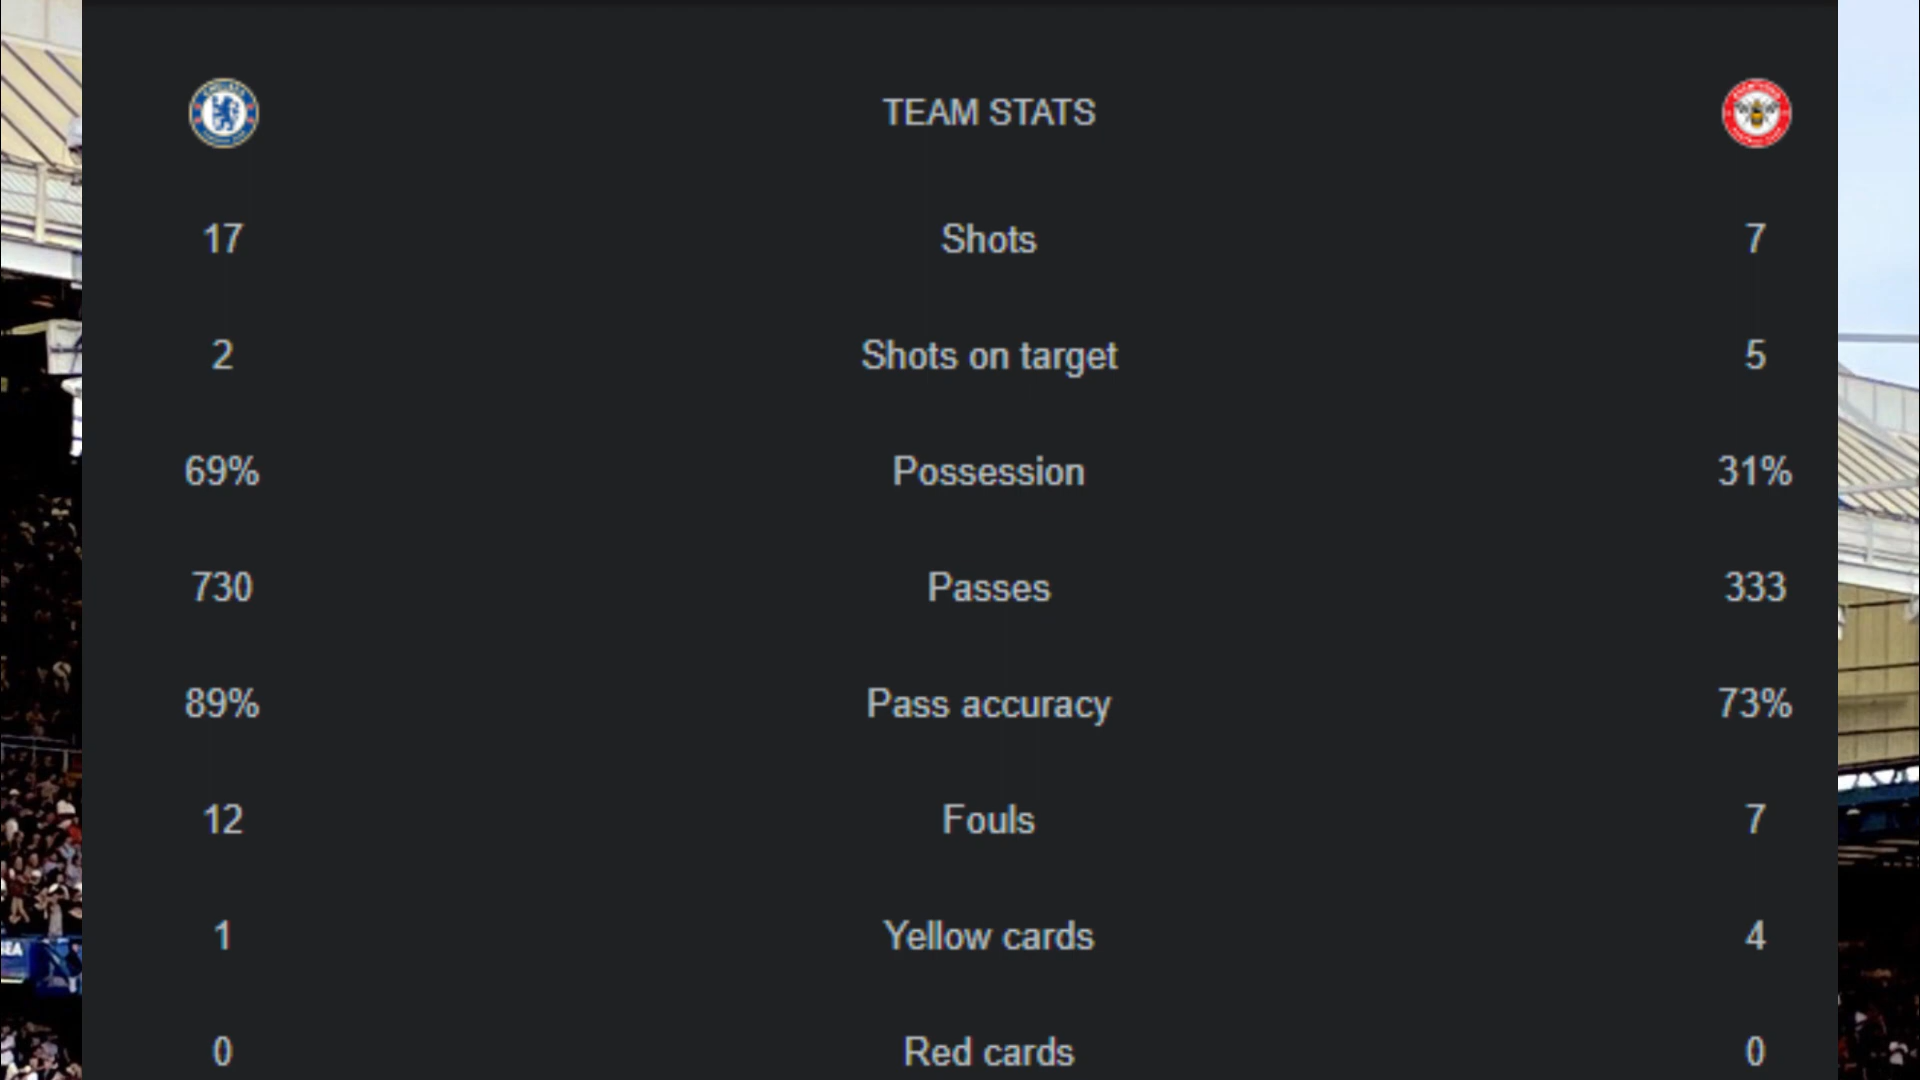 TEAM STATS
17 Shots 7
2 Shots on target 5
69% Possession 31%
730 Passes 333
89% Pass accuracy 73%
12 Fouls 7
1 Yellow cards 4
0 Red cards 0